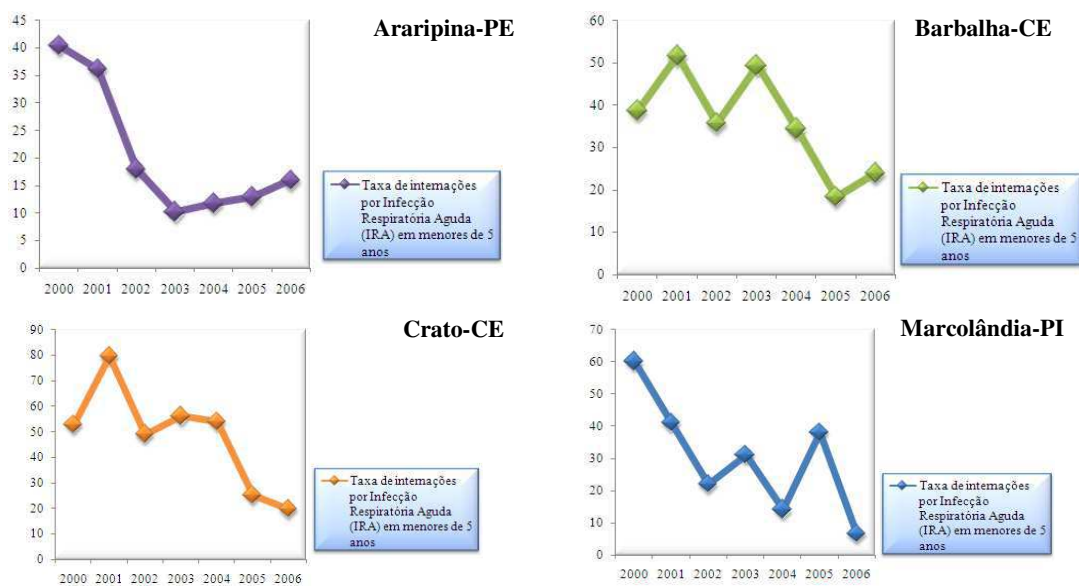 Araripina-PE
45
40
35
30
25
20
15
10
5
0
2000 2001 2002 2003 2004 2005 2006
Taxa de internações
por Infecção
Respiratória Aguda
(IRA) em menores de 5
anos
Barbalha-CE
60
50
40
30
20
10
0
2000 2001 2002 2003 2004 2005 2006
Taxa de internações
por Infecção
Respiratória Aguda
(IRA) em menores de 5
anos
Crato-CE
90
80
70
60
50
40
30
20
10
0
2000 2001 2002 2003 2004 2005 2006
Taxa de internações
por Infecção
Respiratória Aguda
(IRA) em menores de 5
anos
Marcolândia-PI
70
60
50
40
30
20
10
0
2000 2001 2002 2003 2004 2005 2006
Taxa de internações
por Infecção
Respiratória Aguda
(IRA) em menores de 5
anos